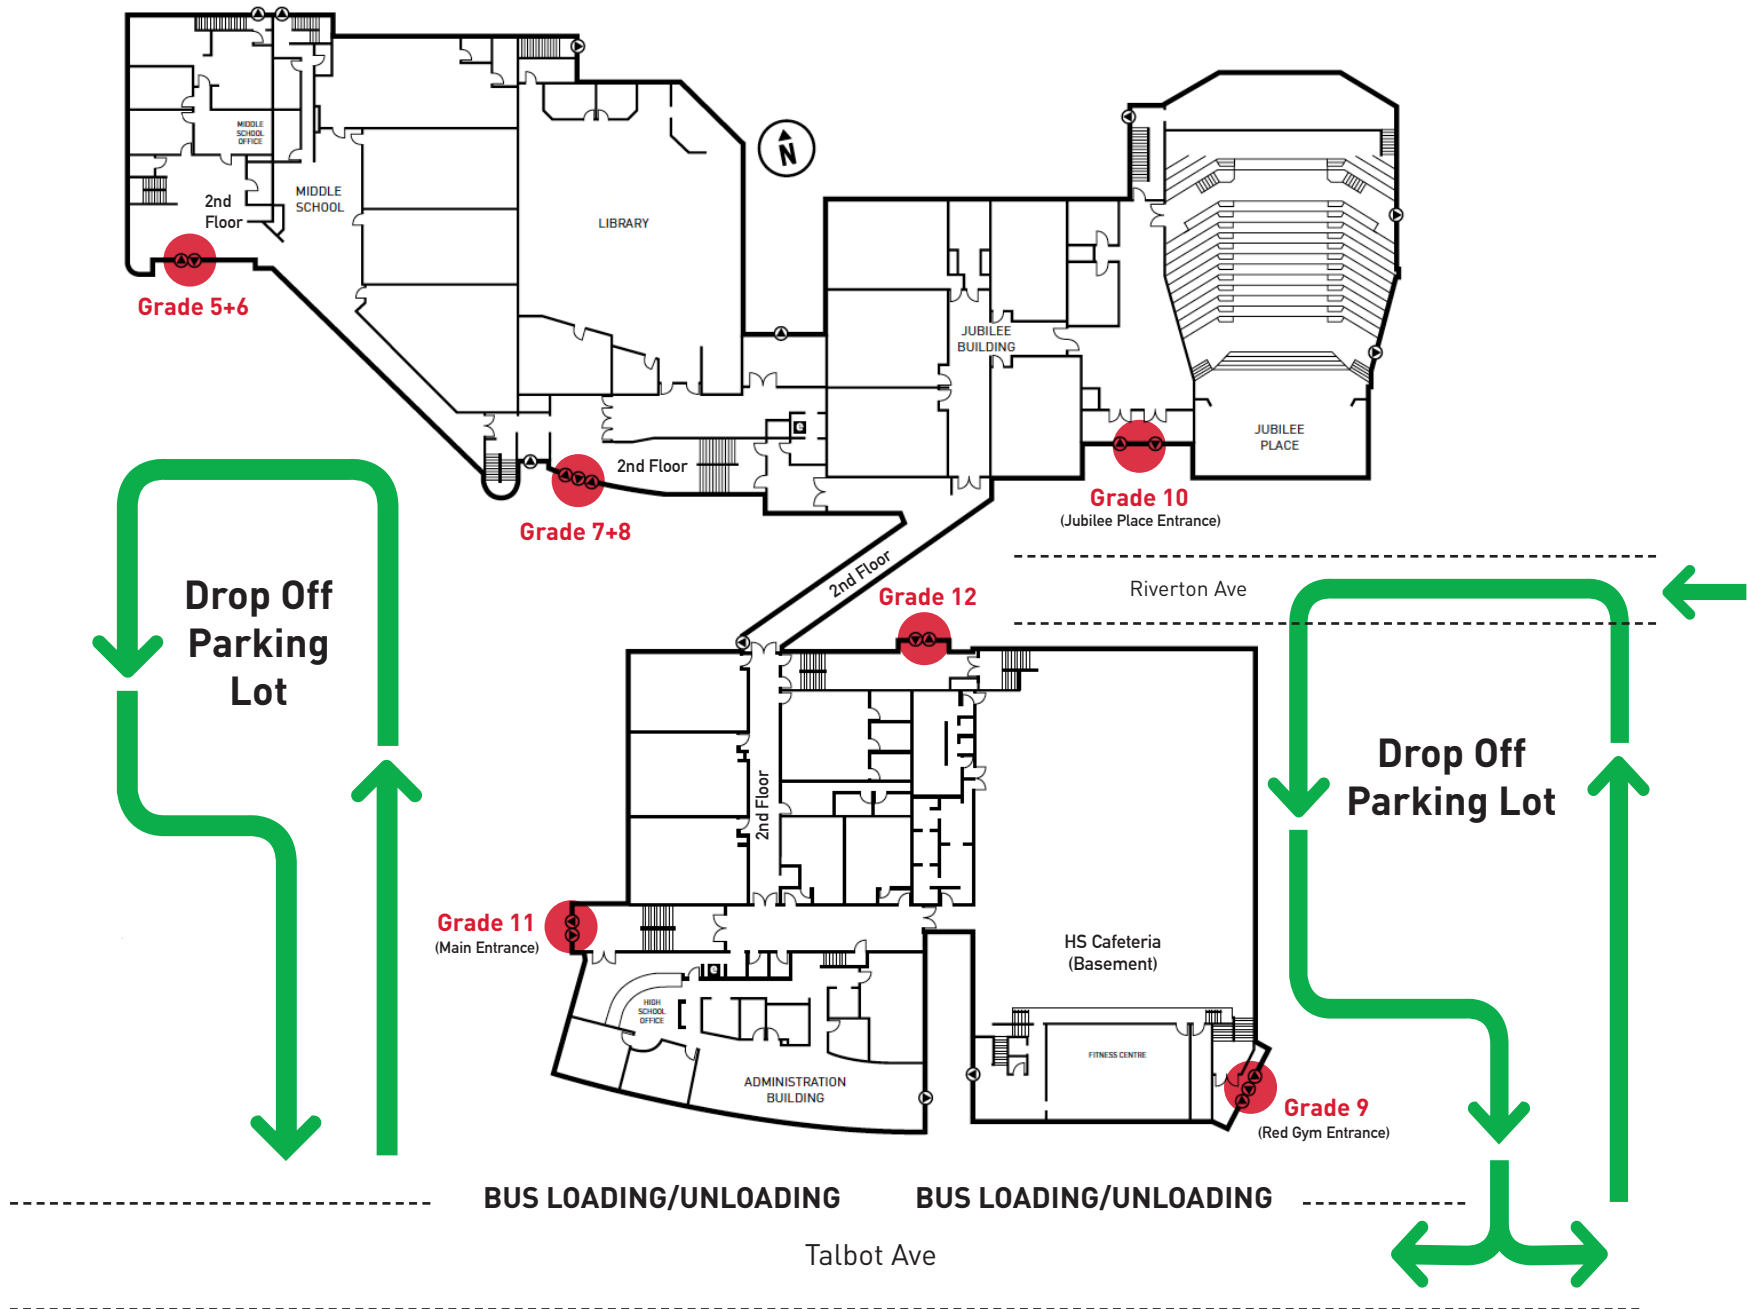 MIDDLE
SCHOOL
OFFICE
2nd
Floor
MIDDLE
SCHOOL
LIBRARY
N
Grade 5+6
JUBILEE
BUILDING
JUBILEE
PLACE
2nd Floor
Grade 7+8
Grade 10
(Jubilee Place Entrance)
2nd Floor
Grade 12
Riverton Ave
Drop Off
Parking
Lot
Drop Off
Parking Lot
2nd Floor
Grade 11
(Main Entrance)
HS Cafeteria
(Basement)
HIGH
SCHOOL
OFFICE
FITNESS CENTRE
ADMINISTRATION
BUILDING
Grade 9
(Red Gym Entrance)
BUS LOADING/UNLOADING
BUS LOADING/UNLOADING
Talbot Ave